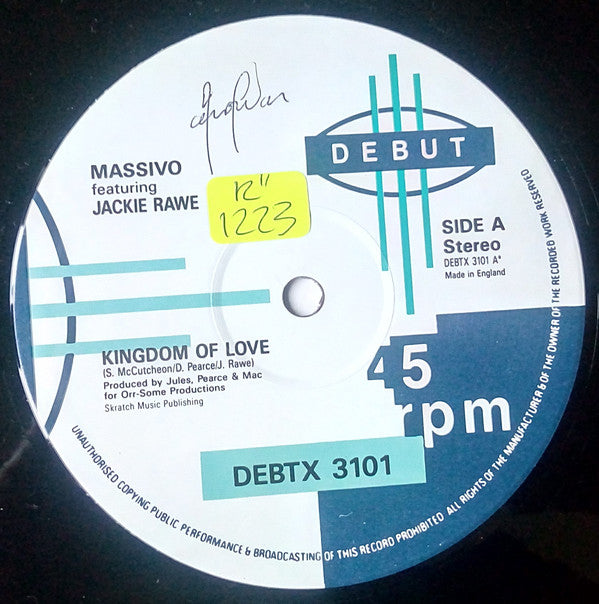 MASSIVO
featuring
JACKIE RAWE
12"
1223
DEBUT
SIDE A
Stereo
DEBTX 3101 A*
Made in England
KINGDOM OF LOVE
(S. McCutcheon/D. Pearce/J. Rawe)
Produced by Jules, Pearce & Mac
for Orr-Some Productions
Skratch Music Publishing
45
rpm
DEBTX 3101
UNAUTHORISED COPYING PUBLIC PERFORMANCE & BROADCASTING OF THIS RECORD PROHIBITED ALL RIGHTS OF THE MANUFACTURER & OF THE OWNER OF THE RECORDED WORK RESERVED